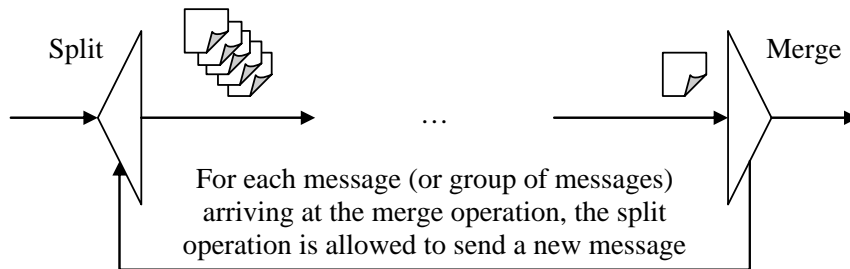 Split
Merge
…
For each message (or group of messages)
arriving at the merge operation, the split
operation is allowed to send a new message